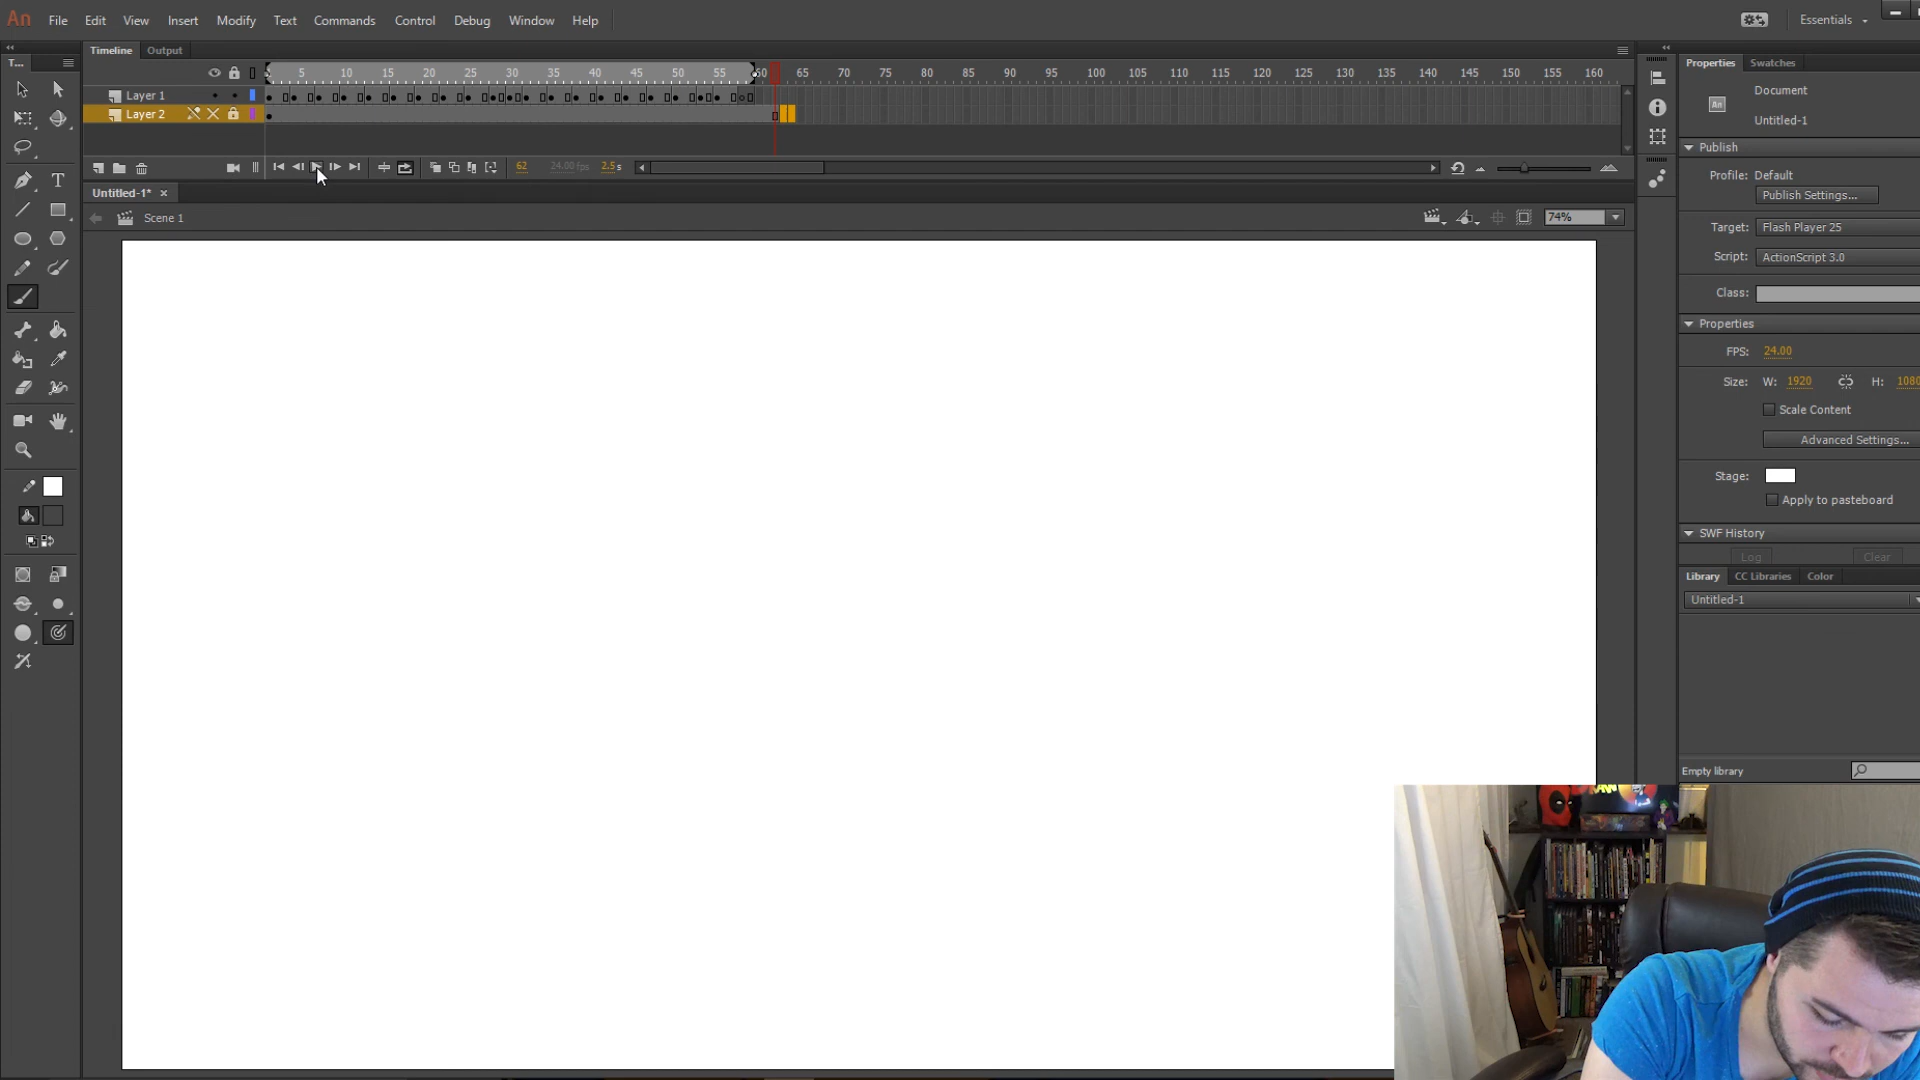 An File Edit View Insert Modify Text Commands Control Debug Window Help Essentials
Timeline Output
T...
Properties Swatches
5 10 15 20 25 30 35 40 45 50 55 60 65 70 75 80 85 90 95 100 105 110 115 120 125 130 135 140 145 150 155 160
Layer 1
Layer 2
62 24.00 fps 2.5 s
Untitled-1*
Scene 1
74%
T
An
Document
Untitled-1
Publish
Profile: Default
Publish Settings...
Target: Flash Player 25
Script: ActionScript 3.0
Class:
Properties
FPS: 24.00
Size: W: 1920 H: 1080
Scale Content
Advanced Settings...
Stage:
Apply to pasteboard
SWF History
Log Clear
Library CC Libraries Color
Untitled-1
Empty library